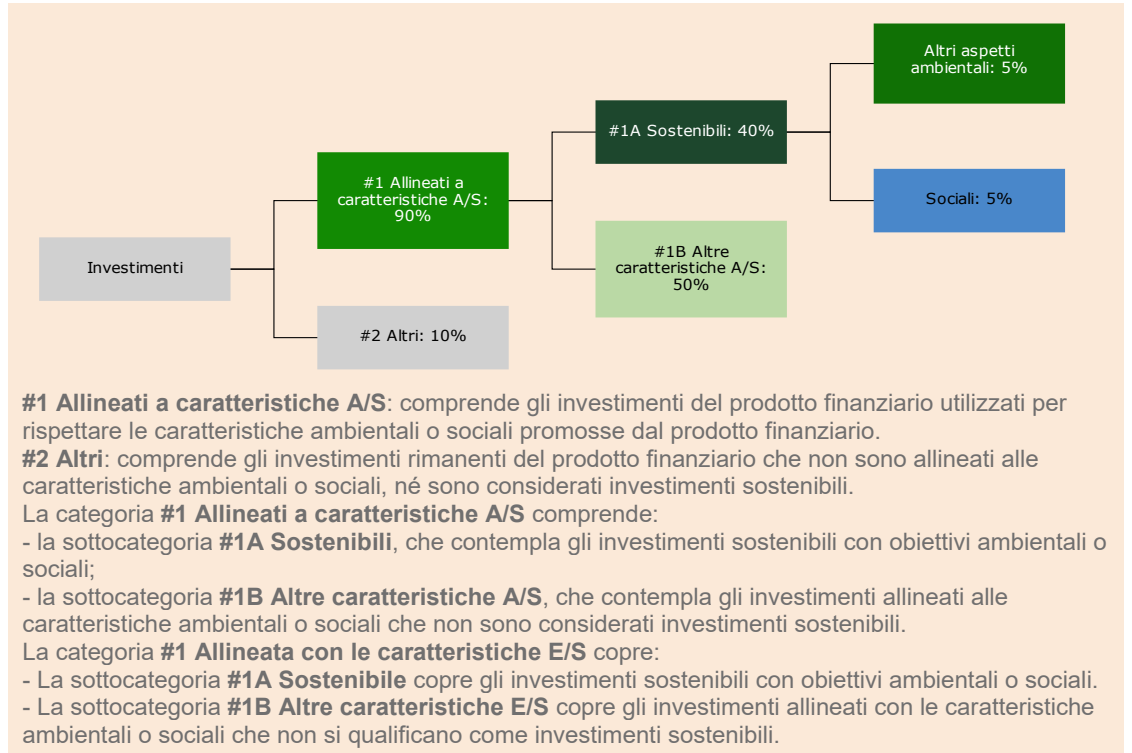 Altri aspetti
ambientali: 5%
#1A Sostenibili: 40%
#1 Allineati a
caratteristiche A/S:
90%
Sociali: 5%
#1B Altre
caratteristiche A/S:
50%
Investimenti
#2 Altri: 10%
#1 Allineati a caratteristiche A/S: comprende gli investimenti del prodotto finanziario utilizzati per
rispettare le caratteristiche ambientali o sociali promosse dal prodotto finanziario.
#2 Altri: comprende gli investimenti rimanenti del prodotto finanziario che non sono allineati alle
caratteristiche ambientali o sociali, né sono considerati investimenti sostenibili.
La categoria #1 Allineati a caratteristiche A/S comprende:
- la sottocategoria #1A Sostenibili, che contempla gli investimenti sostenibili con obiettivi ambientali o
sociali;
- la sottocategoria #1B Altre caratteristiche A/S, che contempla gli investimenti allineati alle
caratteristiche ambientali o sociali che non sono considerati investimenti sostenibili.
La categoria #1 Allineata con le caratteristiche E/S copre:
- La sottocategoria #1A Sostenibile copre gli investimenti sostenibili con obiettivi ambientali o sociali.
- La sottocategoria #1B Altre caratteristiche E/S copre gli investimenti allineati con le caratteristiche
ambientali o sociali che non si qualificano come investimenti sostenibili.